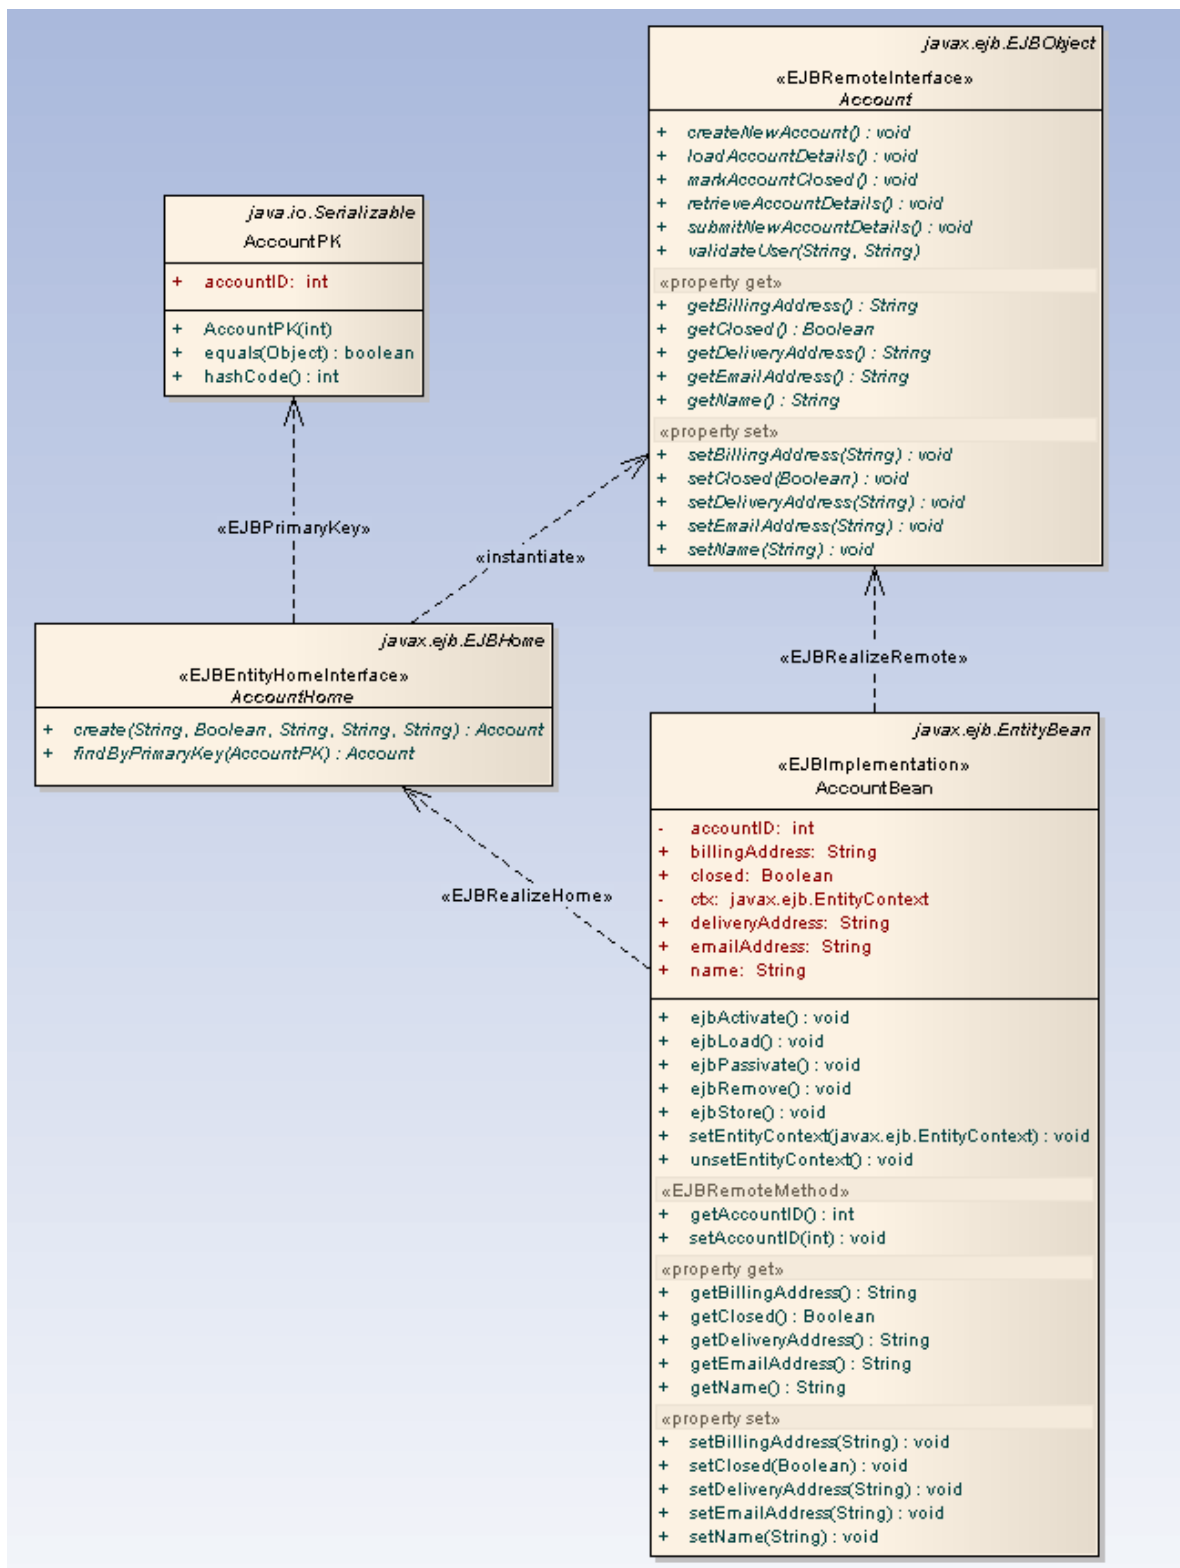 javax.ejb.EJBObject
«EJBRemoteInterface»
Account
+ createNewAccount() : void
+ loadAccountDetails() : void
+ markAccountClosed() : void
+ retrieveAccountDetails() : void
+ submitNewAccountDetails() : void
+ validateUser(String, String)
«property get»
+ getBillingAddress() : String
+ getClosed() : Boolean
+ getDeliveryAddress() : String
+ getEmailAddress() : String
+ getName() : String
«property set»
+ setBillingAddress(String) : void
+ setClosed(Boolean) : void
+ setDeliveryAddress(String) : void
+ setEmailAddress(String) : void
+ setName(String) : void
java.io.Serializable
AccountPK
+ accountID: int
+ AccountPK(int)
+ equals(Object) : boolean
+ hashCode() : int
«EJBPrimaryKey»
«instantiate»
javax.ejb.EJBHome
«EJBEntityHomeInterface»
AccountHome
+ create(String, Boolean, String, String, String) : Account
+ findByPrimaryKey(AccountPK) : Account
«EJBRealizeRemote»
«EJBRealizeHome»
javax.ejb.EntityBean
«EJBImplementation»
AccountBean
- accountID: int
+ billingAddress: String
+ closed: Boolean
- ctx: javax.ejb.EntityContext
+ deliveryAddress: String
+ emailAddress: String
+ name: String
+ ejbActivate() : void
+ ejbLoad() : void
+ ejbPassivate() : void
+ ejbRemove() : void
+ ejbStore() : void
+ setEntityContext(javax.ejb.EntityContext) : void
+ unsetEntityContext() : void
«EJBRemoteMethod»
+ getAccountID() : int
+ setAccountID(int) : void
«property get»
+ getBillingAddress() : String
+ getClosed() : Boolean
+ getDeliveryAddress() : String
+ getEmailAddress() : String
+ getName() : String
«property set»
+ setBillingAddress(String) : void
+ setClosed(Boolean) : void
+ setDeliveryAddress(String) : void
+ setEmailAddress(String) : void
+ setName(String) : void